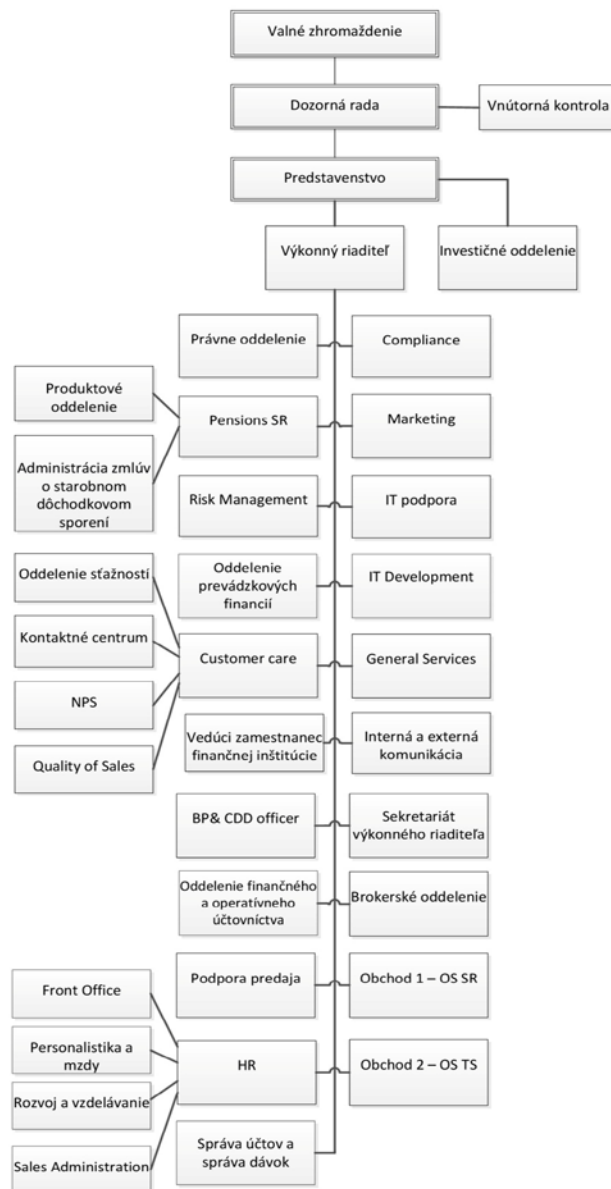 Valné zhromaždenie
Dozorná rada
Vnútorná kontrola
Predstavenstvo
Výkonný riaditeľ
Investičné oddelenie
Právne oddelenie
Compliance
Produktové
oddelenie
Pensions SR
Marketing
Administrácia zmlúv
o starobnom
dôchodkovom
sporení
Risk Management
IT podpora
Oddelenie sťažností
Oddelenie
prevádzkových
financií
IT Development
Kontaktné centrum
Customer care
General Services
NPS
Quality of Sales
Vedúci zamestnanec
finančnej inštitúcie
Interná a externá
komunikácia
BP& CDD officer
Sekretariát
výkonného riaditeľa
Oddelenie finančného
a operatívneho
účtovníctva
Brokerské oddelenie
Podpora predaja
Obchod 1 – OS SR
Front Office
Personalistika a
mzdy
HR
Obchod 2 – OS TS
Rozvoj a vzdelávanie
Sales Administration
Správa účtov a
správa dávok